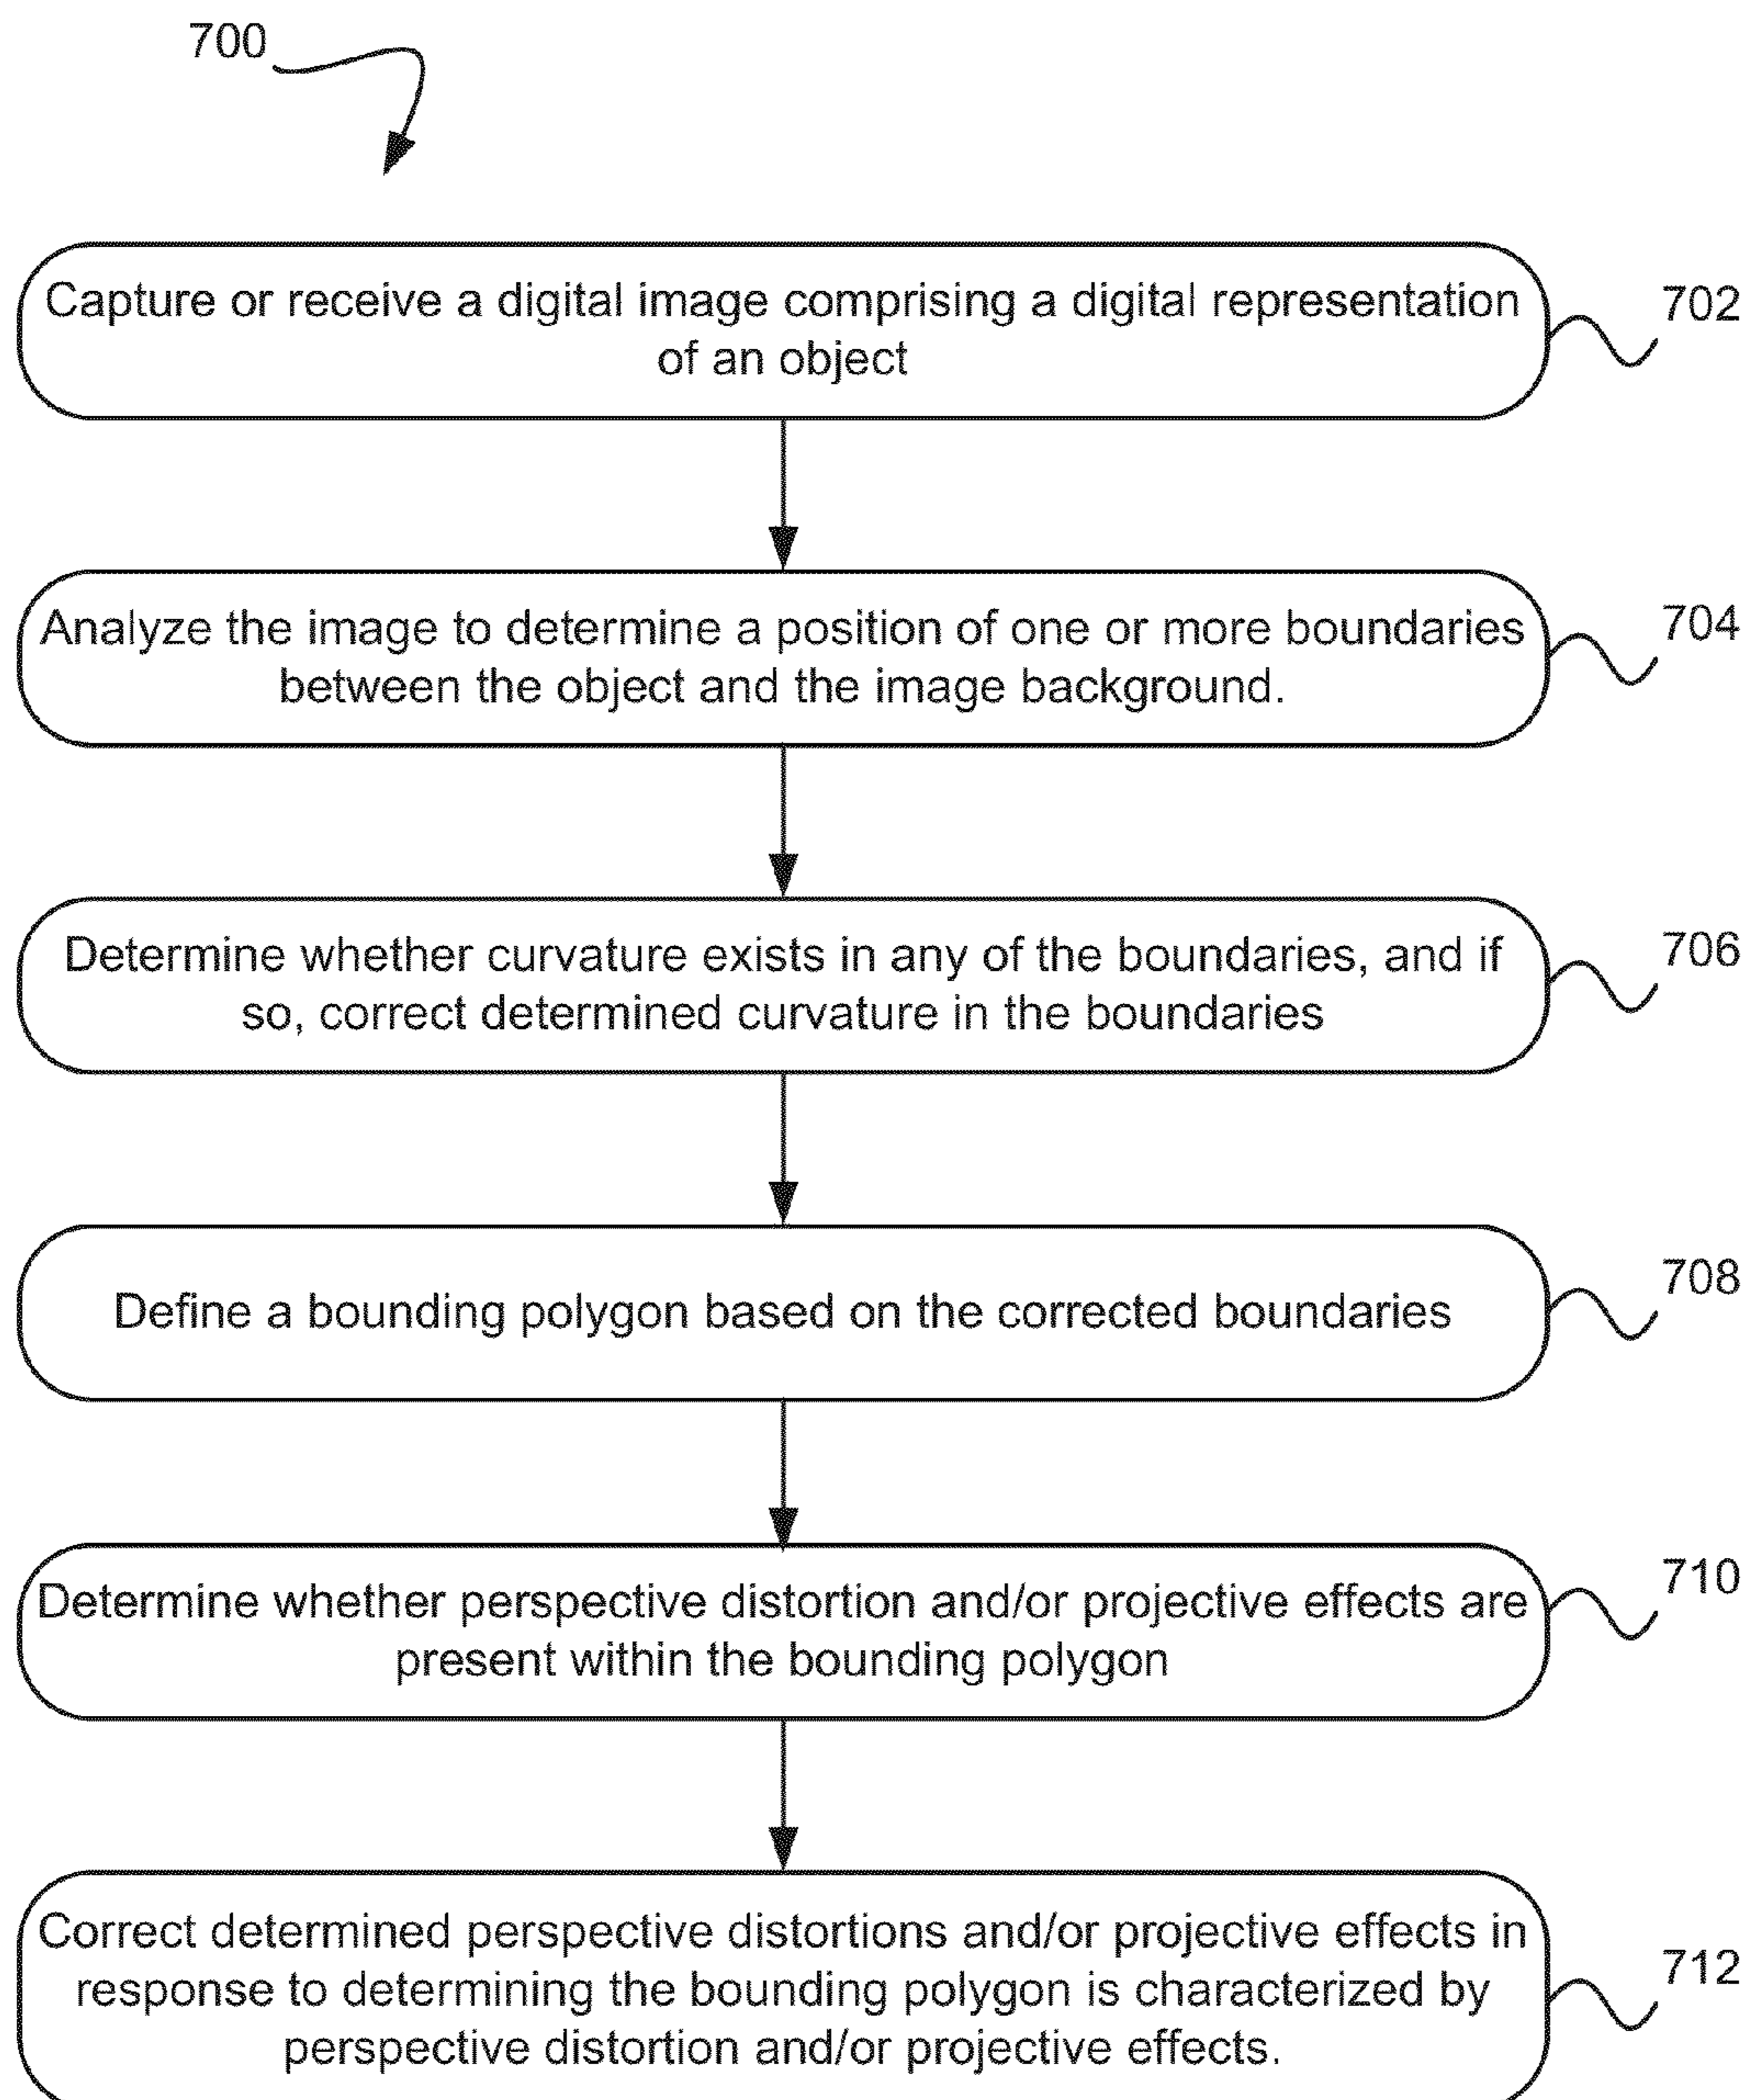 700
Capture or receive a digital image comprising a digital representation
of an object
702
Analyze the image to determine a position of one or more boundaries
between the object and the image background.
704
Determine whether curvature exists in any of the boundaries, and if
so, correct determined curvature in the boundaries
706
Define a bounding polygon based on the corrected boundaries
708
Determine whether perspective distortion and/or projective effects are
present within the bounding polygon
710
Correct determined perspective distortions and/or projective effects in
response to determining the bounding polygon is characterized by
perspective distortion and/or projective effects.
712